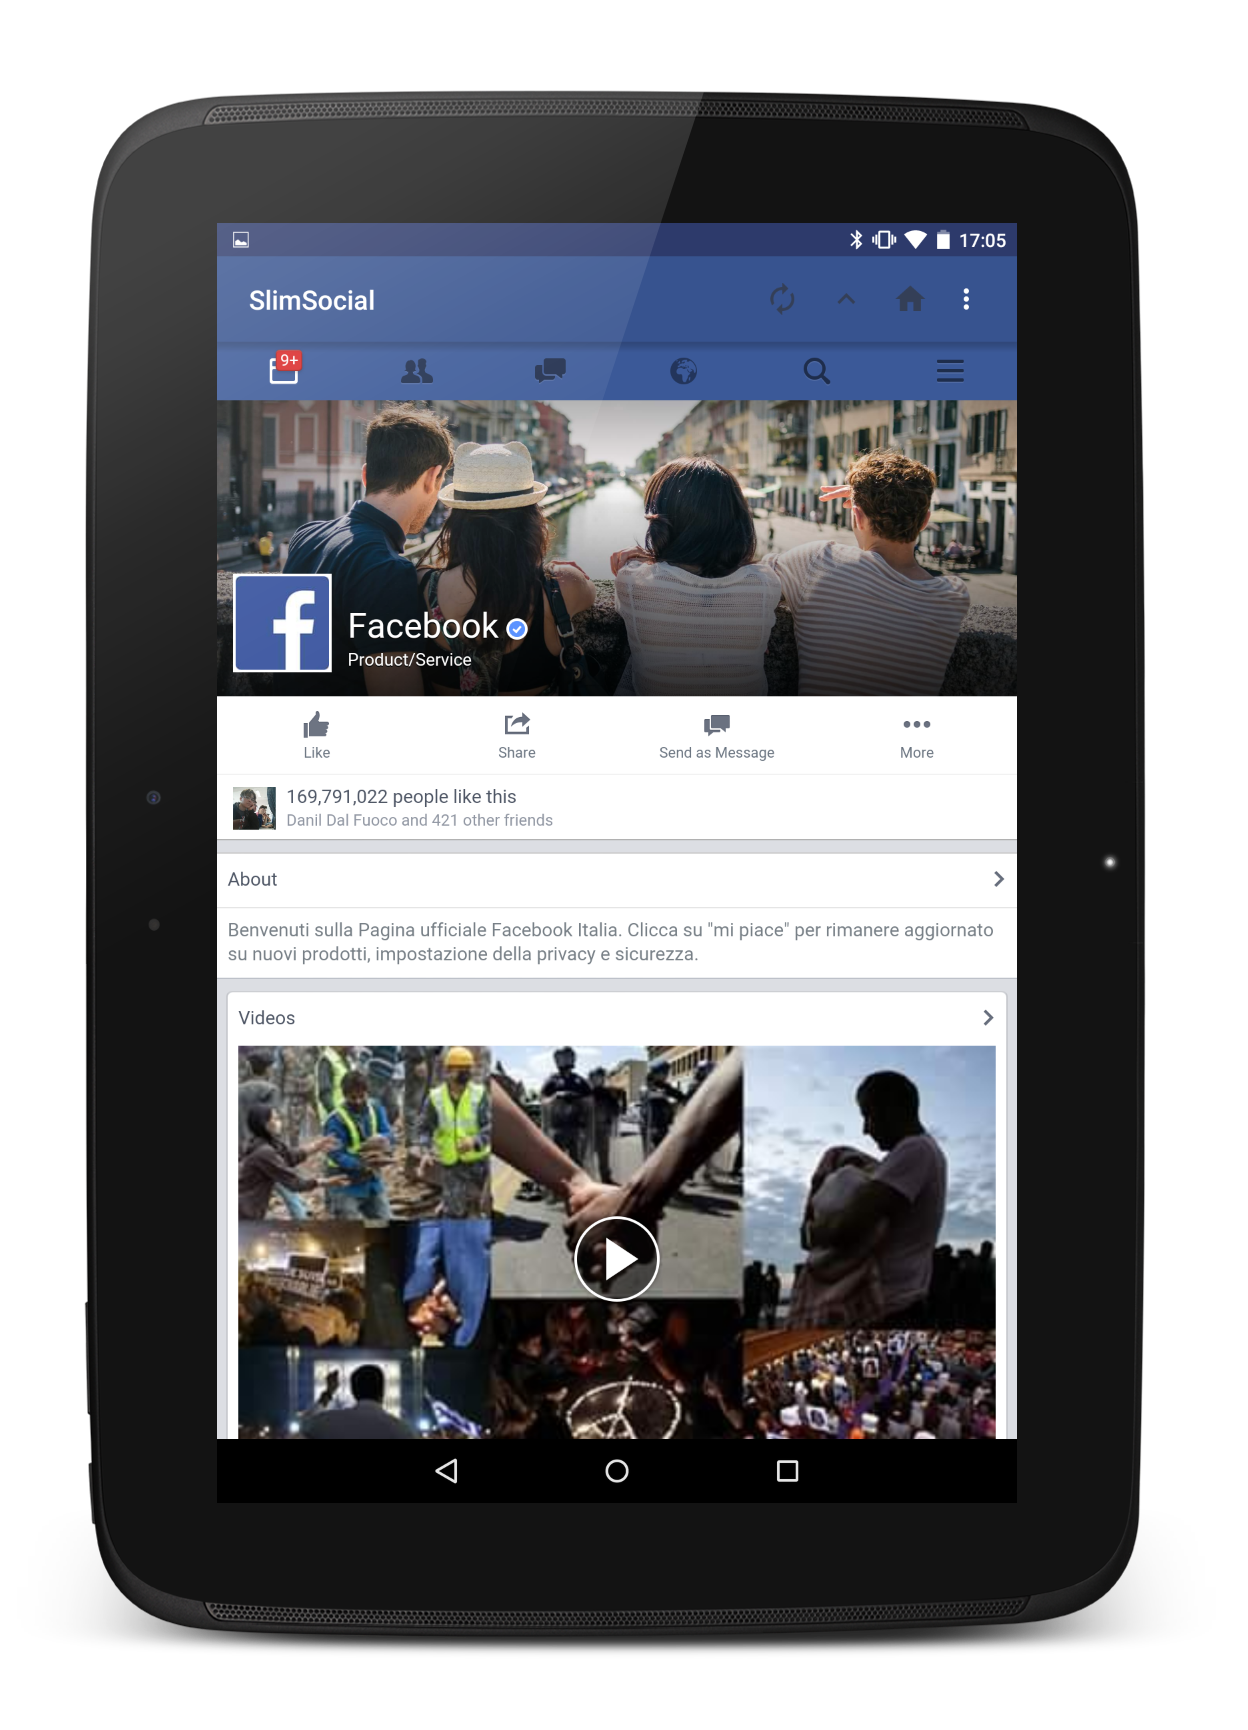 17:05
SlimSocial
9+
Facebook
Product/Service
Like
Share
Send as Message
More
169,791,022 people like this
Danil Dal Fuoco and 421 other friends
About
Benvenuti sulla Pagina ufficiale Facebook Italia. Clicca su "mi piace" per rimanere aggiornato
su nuovi prodotti, impostazione della privacy e sicurezza.
Videos